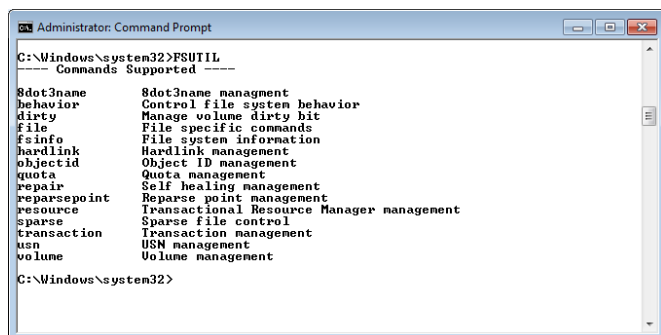 Administrator: Command Prompt
C:\Windows\system32>FSUTIL
---- Commands Supported ----
8dot3name 8dot3name managment
behavior Control file system behavior
dirty Manage volume dirty bit
file File specific commands
fsinfo File system information
hardlink Hardlink management
objectid Object ID management
quota Quota management
repair Self healing management
reparsepoint Reparse point management
resource Transactional Resource Manager management
sparse Sparse file control
transaction Transaction management
usn USN management
volume Volume management
C:\Windows\system32>